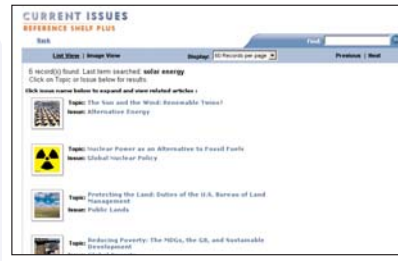 CURRENT ISSUES
REFERENCE SHELF PLUS
Back
Find:
List View | Image View
Display: 60 Records per page
Previous | Next
6 record(s) found. Last term searched: solar energy
Click on Topic or Issue below for results.
Click issue name below to expand and view related articles :
Topic: The Sun and the Wind: Renewable Twins?
Issue: Alternative Energy
Topic: Nuclear Power as an Alternative to Fossil Fuels
Issue: Global Nuclear Policy
Topic: Protecting the Land: Duties of the U.S. Bureau of Land
Management
Issue: Public Lands
Topic: Reducing Poverty: The MDGs, the G8, and Sustainable
Development